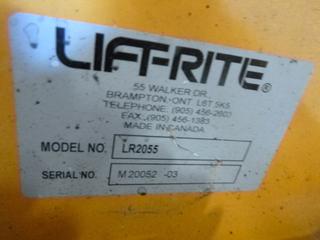 LIFT-RITE®
55 WALKER DR.
BRAMPTON, ONT L6T 5K5
TELEPHONE, (905) 456-2603
FAX, (905) 456-1383
MADE IN CANADA
MODEL NO. LR2055
SERIAL NO. M20052 -03